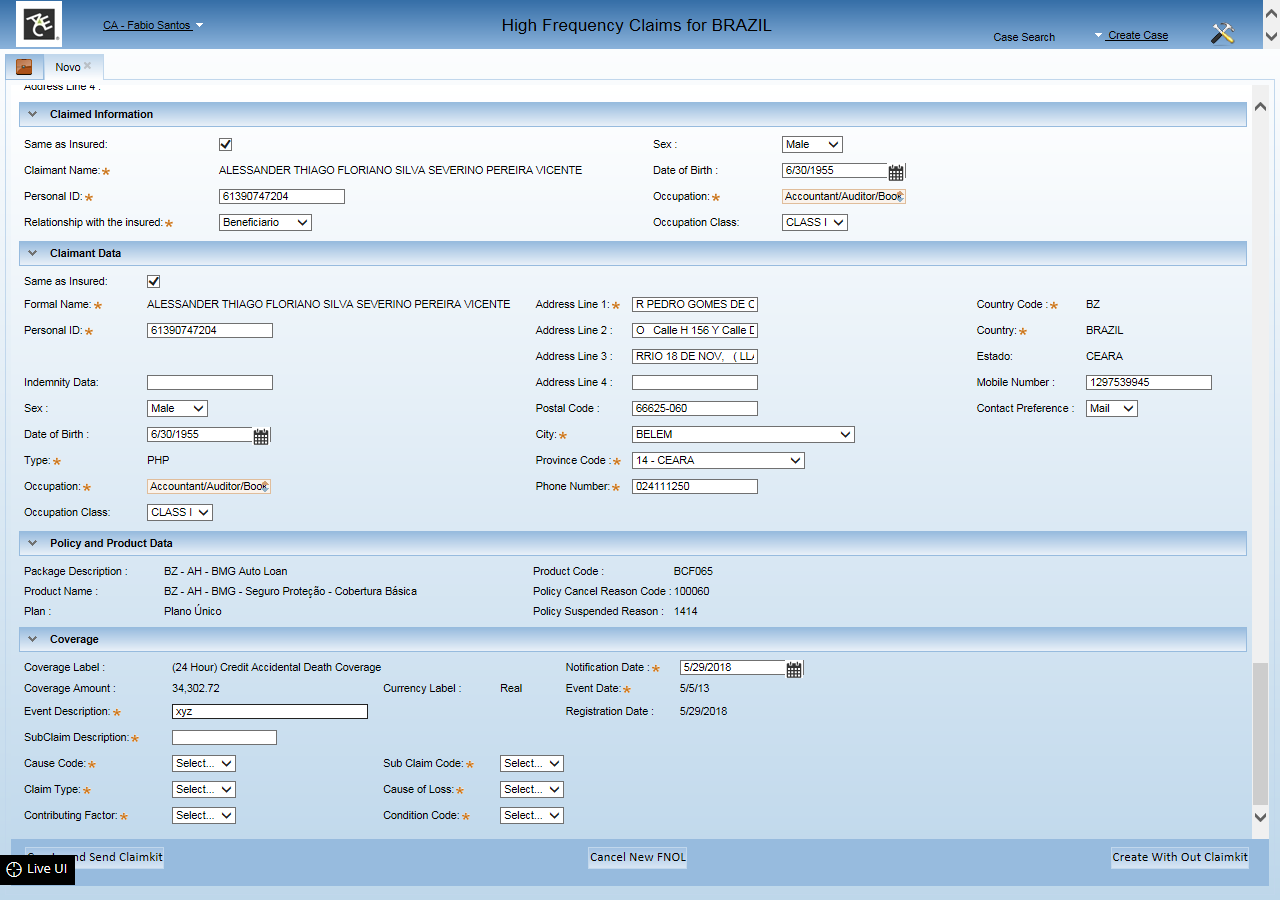 ACE
CA - Fabio Santos
High Frequency Claims for BRAZIL
Case Search
Create Case
Novo
Address Line 4 :
Claimed Information
Same as Insured:
Sex :
Male
Claimant Name:*
ALESSANDER THIAGO FLORIANO SILVA SEVERINO PEREIRA VICENTE
Date of Birth :
6/30/1955
Personal ID:*
61390747204
Occupation:*
Accountant/Auditor/Book
Relationship with the insured:*
Beneficiario
Occupation Class:
CLASS I
Claimant Data
Same as Insured:
Formal Name:*
ALESSANDER THIAGO FLORIANO SILVA SEVERINO PEREIRA VICENTE
Address Line 1:*
R PEDRO GOMES DE
Country Code :*
BZ
Personal ID:*
61390747204
Address Line 2 :
O Calle H 156 Y Calle
Country:*
BRAZIL
Address Line 3 :
RRIO 18 DE NOV, (
Estado:
CEARA
Indemnity Data:
Address Line 4 :
Mobile Number :
1297539945
Sex :
Male
Postal Code :
66625-060
Contact Preference :
Mail
Date of Birth :
6/30/1955
City:*
BELEM
Type:*
PHP
Province Code :*
14 - CEARA
Occupation:*
Accountant/Auditor/Book
Phone Number:*
024111250
Occupation Class:
CLASS I
Policy and Product Data
Package Description :
BZ - AH - BMG Auto Loan
Product Code :
BCF065
Product Name :
BZ - AH - BMG - Seguro Proteção - Cobertura Básica
Policy Cancel Reason Code :
100060
Plan :
Plano Único
Policy Suspended Reason :
1414
Coverage
Coverage Label :
(24 Hour) Credit Accidental Death Coverage
Notification Date :*
5/29/2018
Coverage Amount :
34,302.72
Currency Label :
Real
Event Date:*
5/5/13
Event Description:*
xyz
Registration Date :
5/29/2018
SubClaim Description:*
Cause Code:*
Select...
Sub Claim Code:*
Select...
Claim Type:*
Select...
Cause of Loss:*
Select...
Contributing Factor:*
Select...
Condition Code:*
Select...
nd Send Claimkit
Cancel New FNOL
Create With Out Claimkit
Live UI